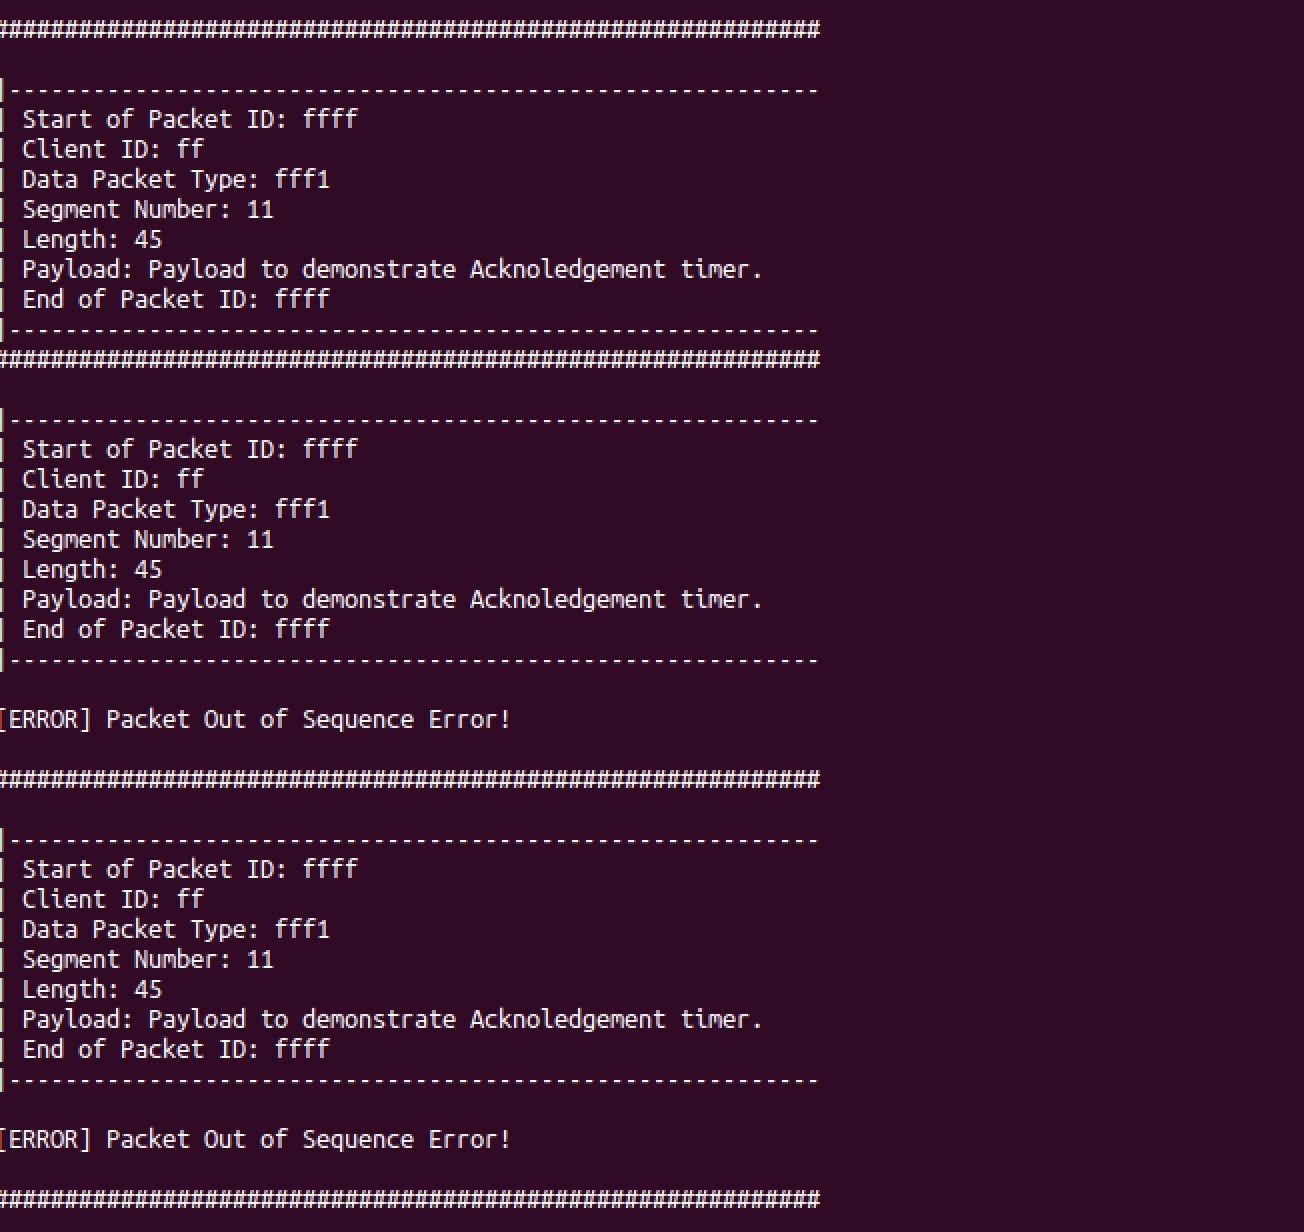 ###########################################################
|----------------------------------------------------------
| Start of Packet ID: ffff
| Client ID: ff
| Data Packet Type: fff1
| Segment Number: 11
| Length: 45
| Payload: Payload to demonstrate Acknoledgement timer.
| End of Packet ID: ffff
|----------------------------------------------------------
###########################################################
|----------------------------------------------------------
| Start of Packet ID: ffff
| Client ID: ff
| Data Packet Type: fff1
| Segment Number: 11
| Length: 45
| Payload: Payload to demonstrate Acknoledgement timer.
| End of Packet ID: ffff
|----------------------------------------------------------
[ERROR] Packet Out of Sequence Error!
###########################################################
|----------------------------------------------------------
| Start of Packet ID: ffff
| Client ID: ff
| Data Packet Type: fff1
| Segment Number: 11
| Length: 45
| Payload: Payload to demonstrate Acknoledgement timer.
| End of Packet ID: ffff
|----------------------------------------------------------
[ERROR] Packet Out of Sequence Error!
###########################################################